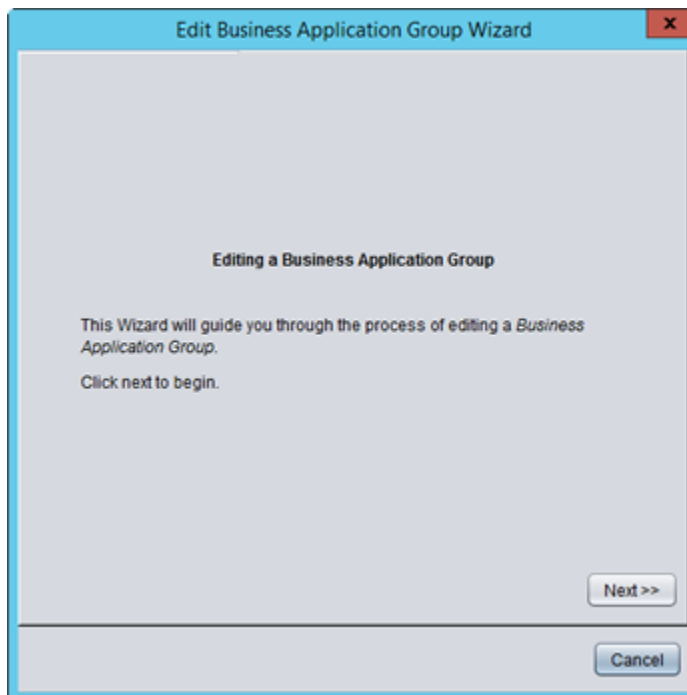 Edit Business Application Group Wizard
x
Editing a Business Application Group
This Wizard will guide you through the process of editing a Business
Application Group.
Click next to begin.
Next >>
Cancel